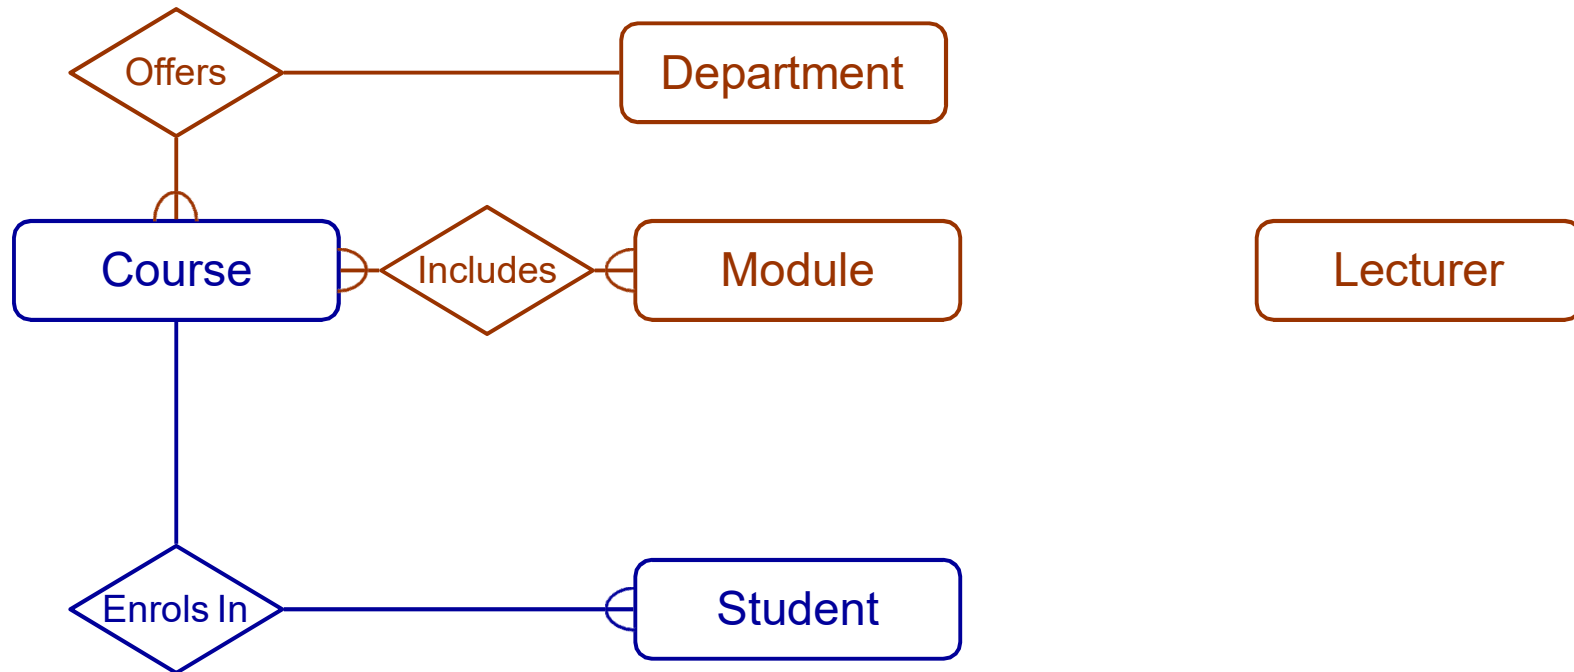 Offers
Department
Course
Includes
Module
Lecturer
Enrols In
Student